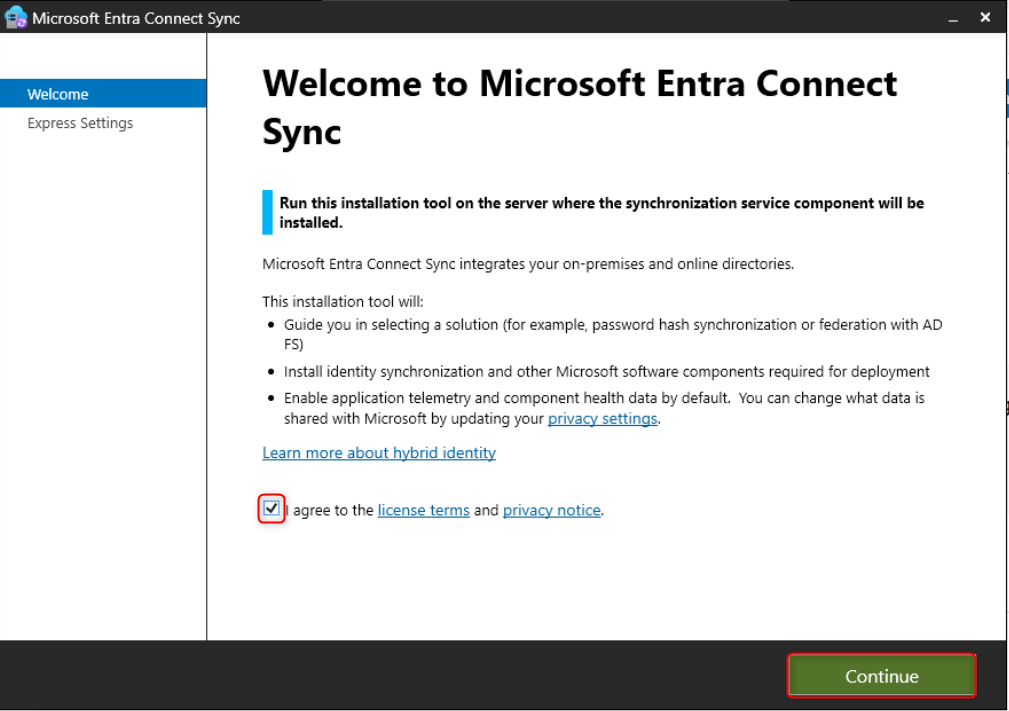 Microsoft Entra Connect Sync
Welcome
Express Settings
Welcome to Microsoft Entra Connect
Sync
Run this installation tool on the server where the synchronization service component will be
installed.
Microsoft Entra Connect Sync integrates your on-premises and online directories.
This installation tool will:
• Guide you in selecting a solution (for example, password hash synchronization or federation with AD
FS)
• Install identity synchronization and other Microsoft software components required for deployment
• Enable application telemetry and component health data by default.  You can change what data is
shared with Microsoft by updating your privacy settings.
Learn more about hybrid identity
I agree to the license terms and privacy notice.
Continue